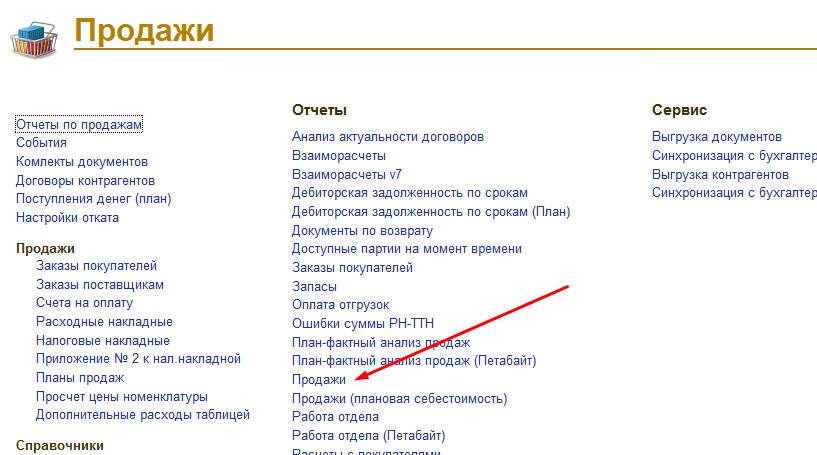 Продажи
Отчеты по продажам
События
Комлекты документов
Договоры контрагентов
Поступления денег (план)
Настройки отката
Продажи
Заказы покупателей
Заказы поставщикам
Счета на оплату
Расходные накладные
Налоговые накладные
Приложение № 2 к нал.накладной
Планы продаж
Просчет цены номенклатуры
Дополнительные расходы таблицей
Справочники
Отчеты
Анализ актуальности договоров
Взаиморасчеты
Взаиморасчеты v7
Дебиторская задолженность по срокам
Дебиторская задолженность по срокам (План)
Документы по возврату
Доступные партии на момент времени
Заказы покупателей
Запасы
Оплата отгрузок
Ошибки суммы РН-ТТН
План-фактный анализ продаж
План-фактный анализ продаж (Петабайт)
Продажи
Продажи (плановая себестоимость)
Работа отдела
Работа отдела (Петабайт)
Расчеты с покупателями
Сервис
Выгрузка документов
Синхронизация с бухгалтер
Выгрузка контрагентов
Синхронизация с бухгалтер